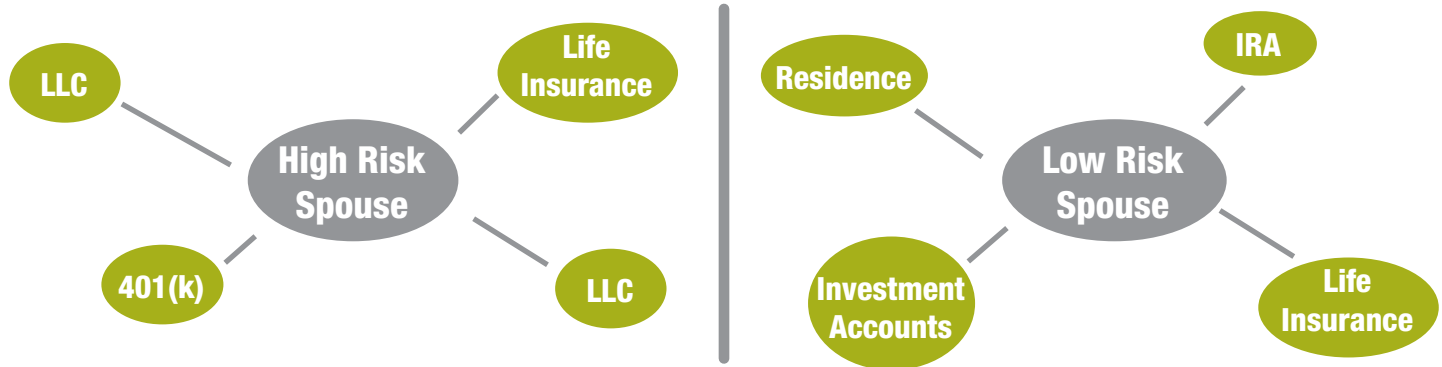 LLC
Life
Insurance
High Risk
Spouse
401(k)
LLC
Residence
IRA
Low Risk
Spouse
Investment
Accounts
Life
Insurance